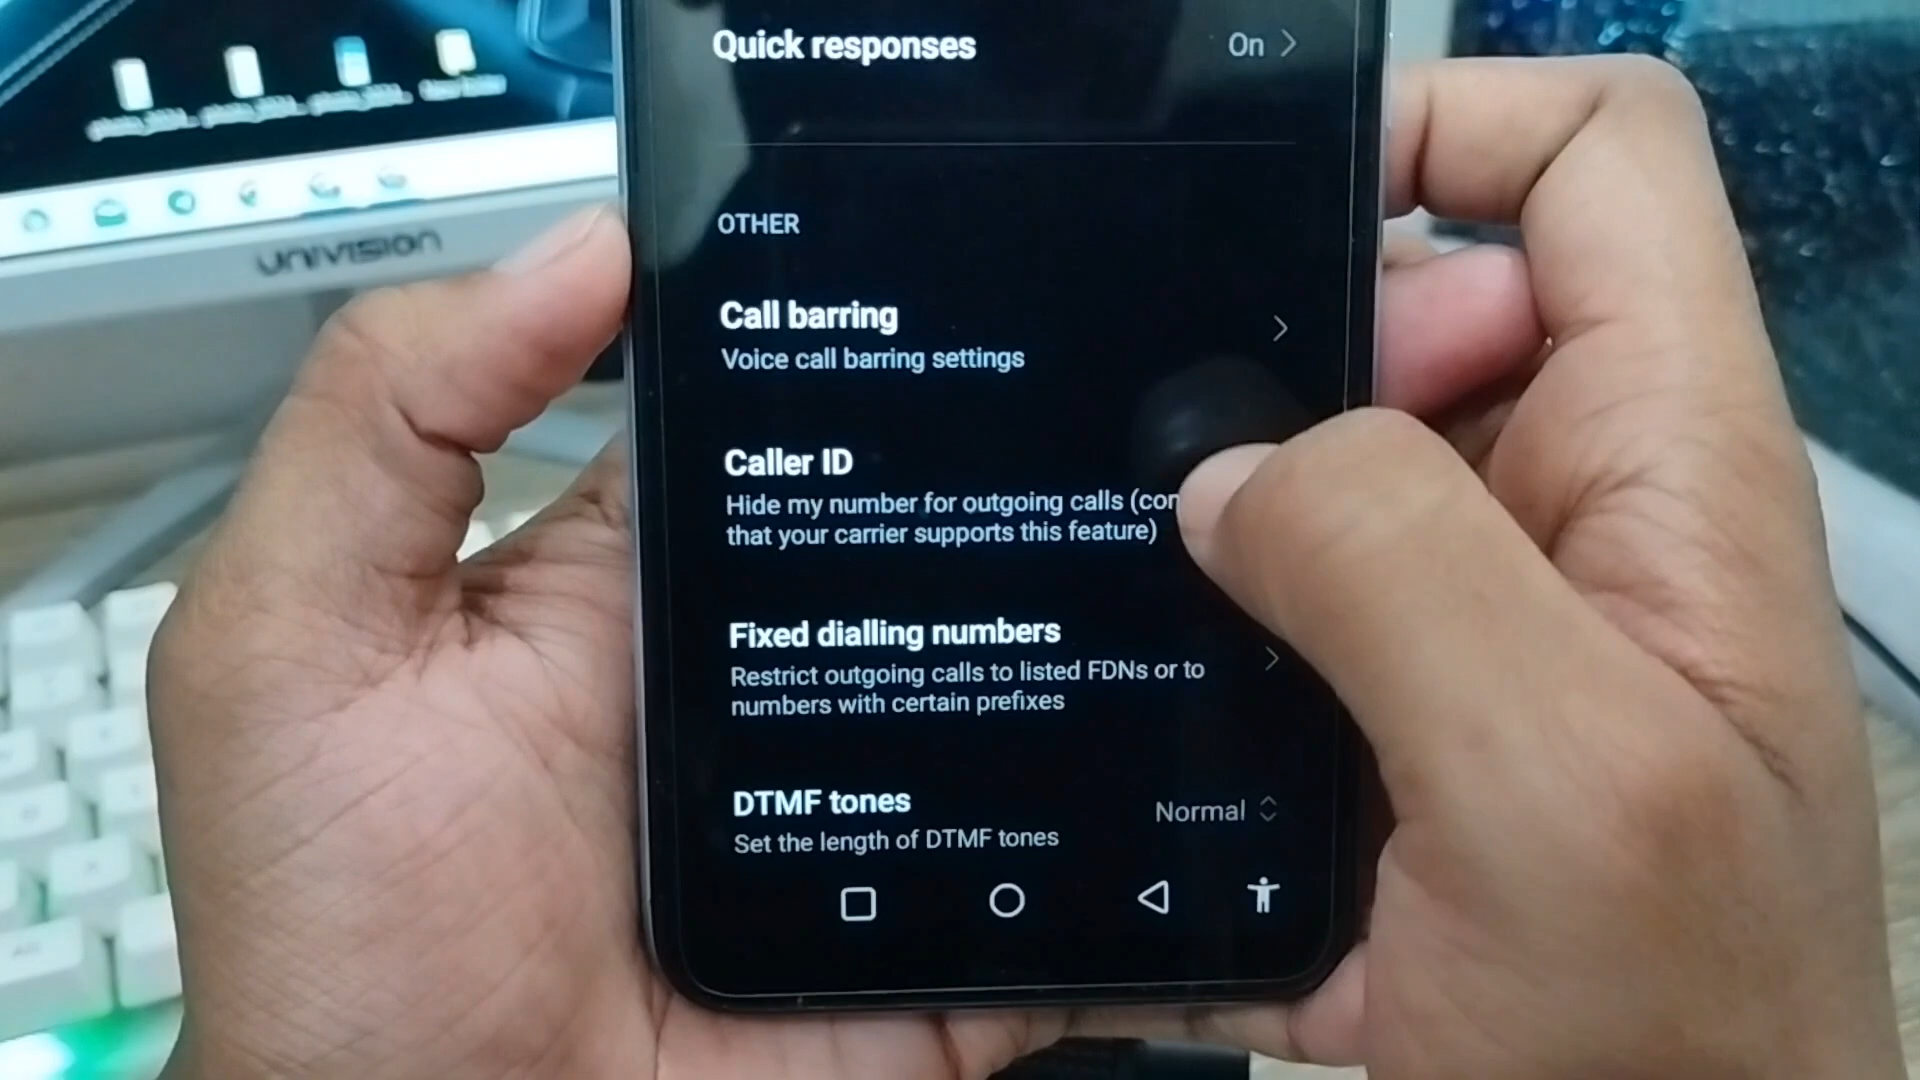 Quick responses
On
OTHER
Call barring
Voice call barring settings
Caller ID
Hide my number for outgoing calls (con
that your carrier supports this feature)
Fixed dialling numbers
Restrict outgoing calls to listed FDNs or to
numbers with certain prefixes
DTMF tones
Normal
Set the length of DTMF tones
UNIVISION